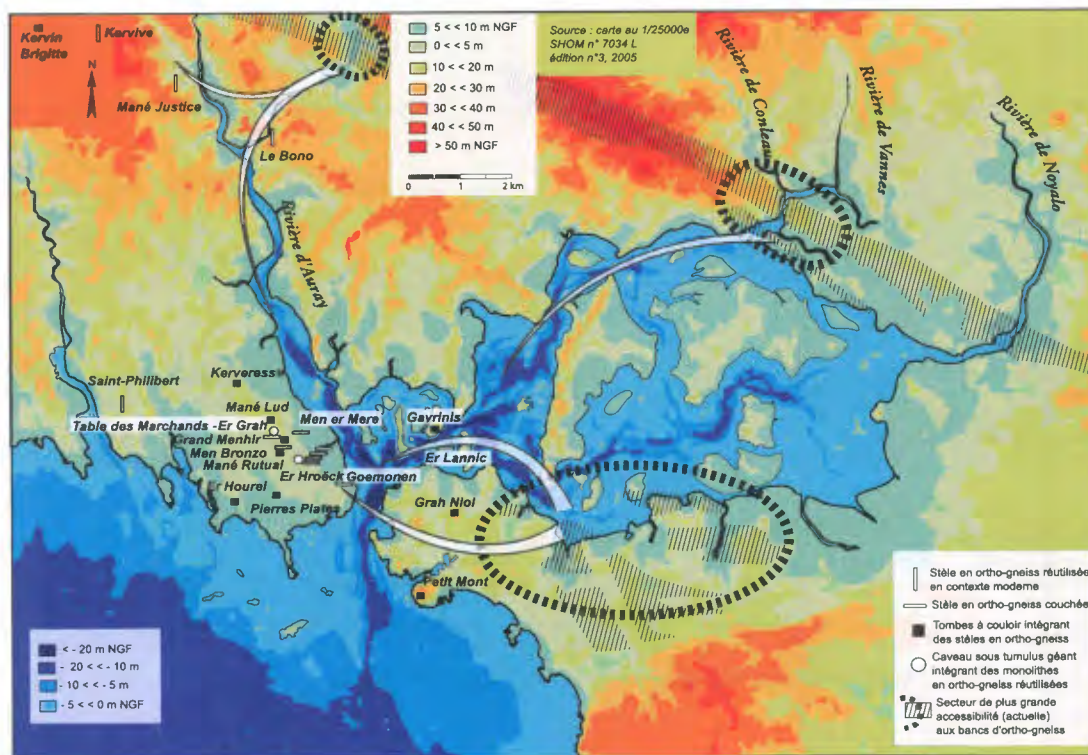 Kervin
Brigitte
Kervive
N
Mané Justice
Le Bono
Rivière d'Auray
5 < < 10 m NGF
0 < < 5 m
10 < < 20 m
20 < < 30 m
30 < < 40 m
40 < < 50 m
> 50 m NGF
0 1 2 km
Source : carte au 1/25000e
SHOM n° 7034 L
édition n°3, 2005
Rivière de Conleau
Rivière de Vannes
Rivière de Noyalo
Saint-Philibert
Kerveress
Mané Lud
Table des Marchands - Er Grah
Grand Menhir
Men Bronzo
Mané Rutual
Men er Mere
Gavrinis
Er Lannic
Er Hroëck
Goemonen
Er Hourel
Pierres Plates
Grah Niol
Petit Mont
< - 20 m NGF
- 20 < < - 10 m
- 10 < < - 5 m
- 5 < < 0 m NGF
Stèle en ortho-gneiss réutilisée
en contexte moderne
Stèle en ortho-gneiss couchée
Tombes à couloir intégrant
des stèles en ortho-gneiss
Caveau sous tumulus géant
intégrant des monolithes
en ortho-gneiss réutilisées
Secteur de plus grande
accessibilité (actuelle)
aux bancs d'ortho-gneiss